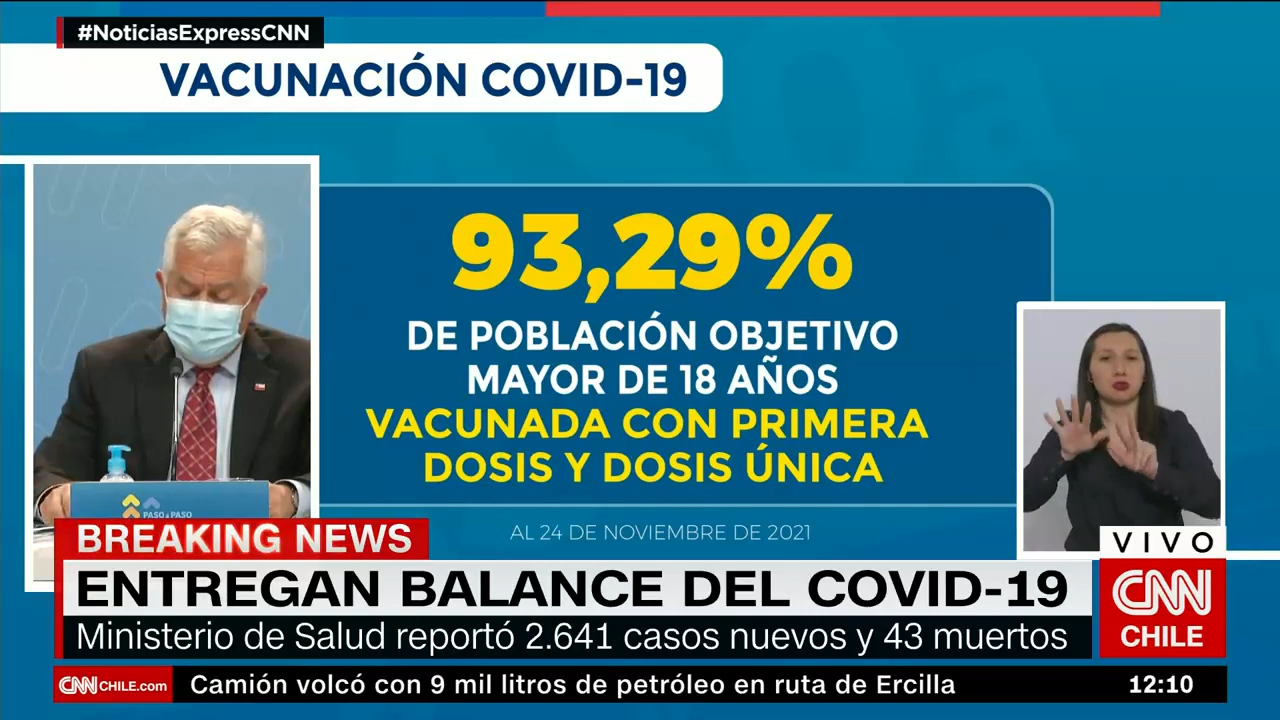 #NoticiasExpressCNN
VACUNACIÓN COVID-19
93,29%
DE POBLACIÓN OBJETIVO
MAYOR DE 18 AÑOS
VACUNADA CON PRIMERA
DOSIS Y DOSIS ÚNICA
AL 24 DE NOVIEMBRE DE 2021
PASO A PASO
BREAKING NEWS
ENTREGAN BALANCE DEL COVID-19
Ministerio de Salud reportó 2.641 casos nuevos y 43 muertos
VIVO
CNN
CHILE
CNNCHILE.com
Camión volcó con 9 mil litros de petróleo en ruta de Ercilla
12:10